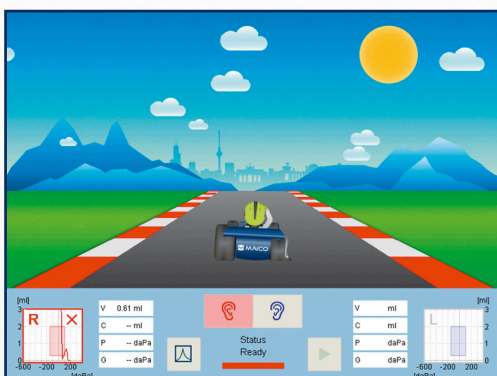 MAICO
[ml]
3
2
1
0
R
-600 -200 200
[daPa]
V 0.61 ml
C -- ml
P -- daPa
G -- daPa
Status
Ready
V ml
C ml
P daPa
G daPa
[ml]
3
2
1
0
L
-600 -200 200
[daPa]